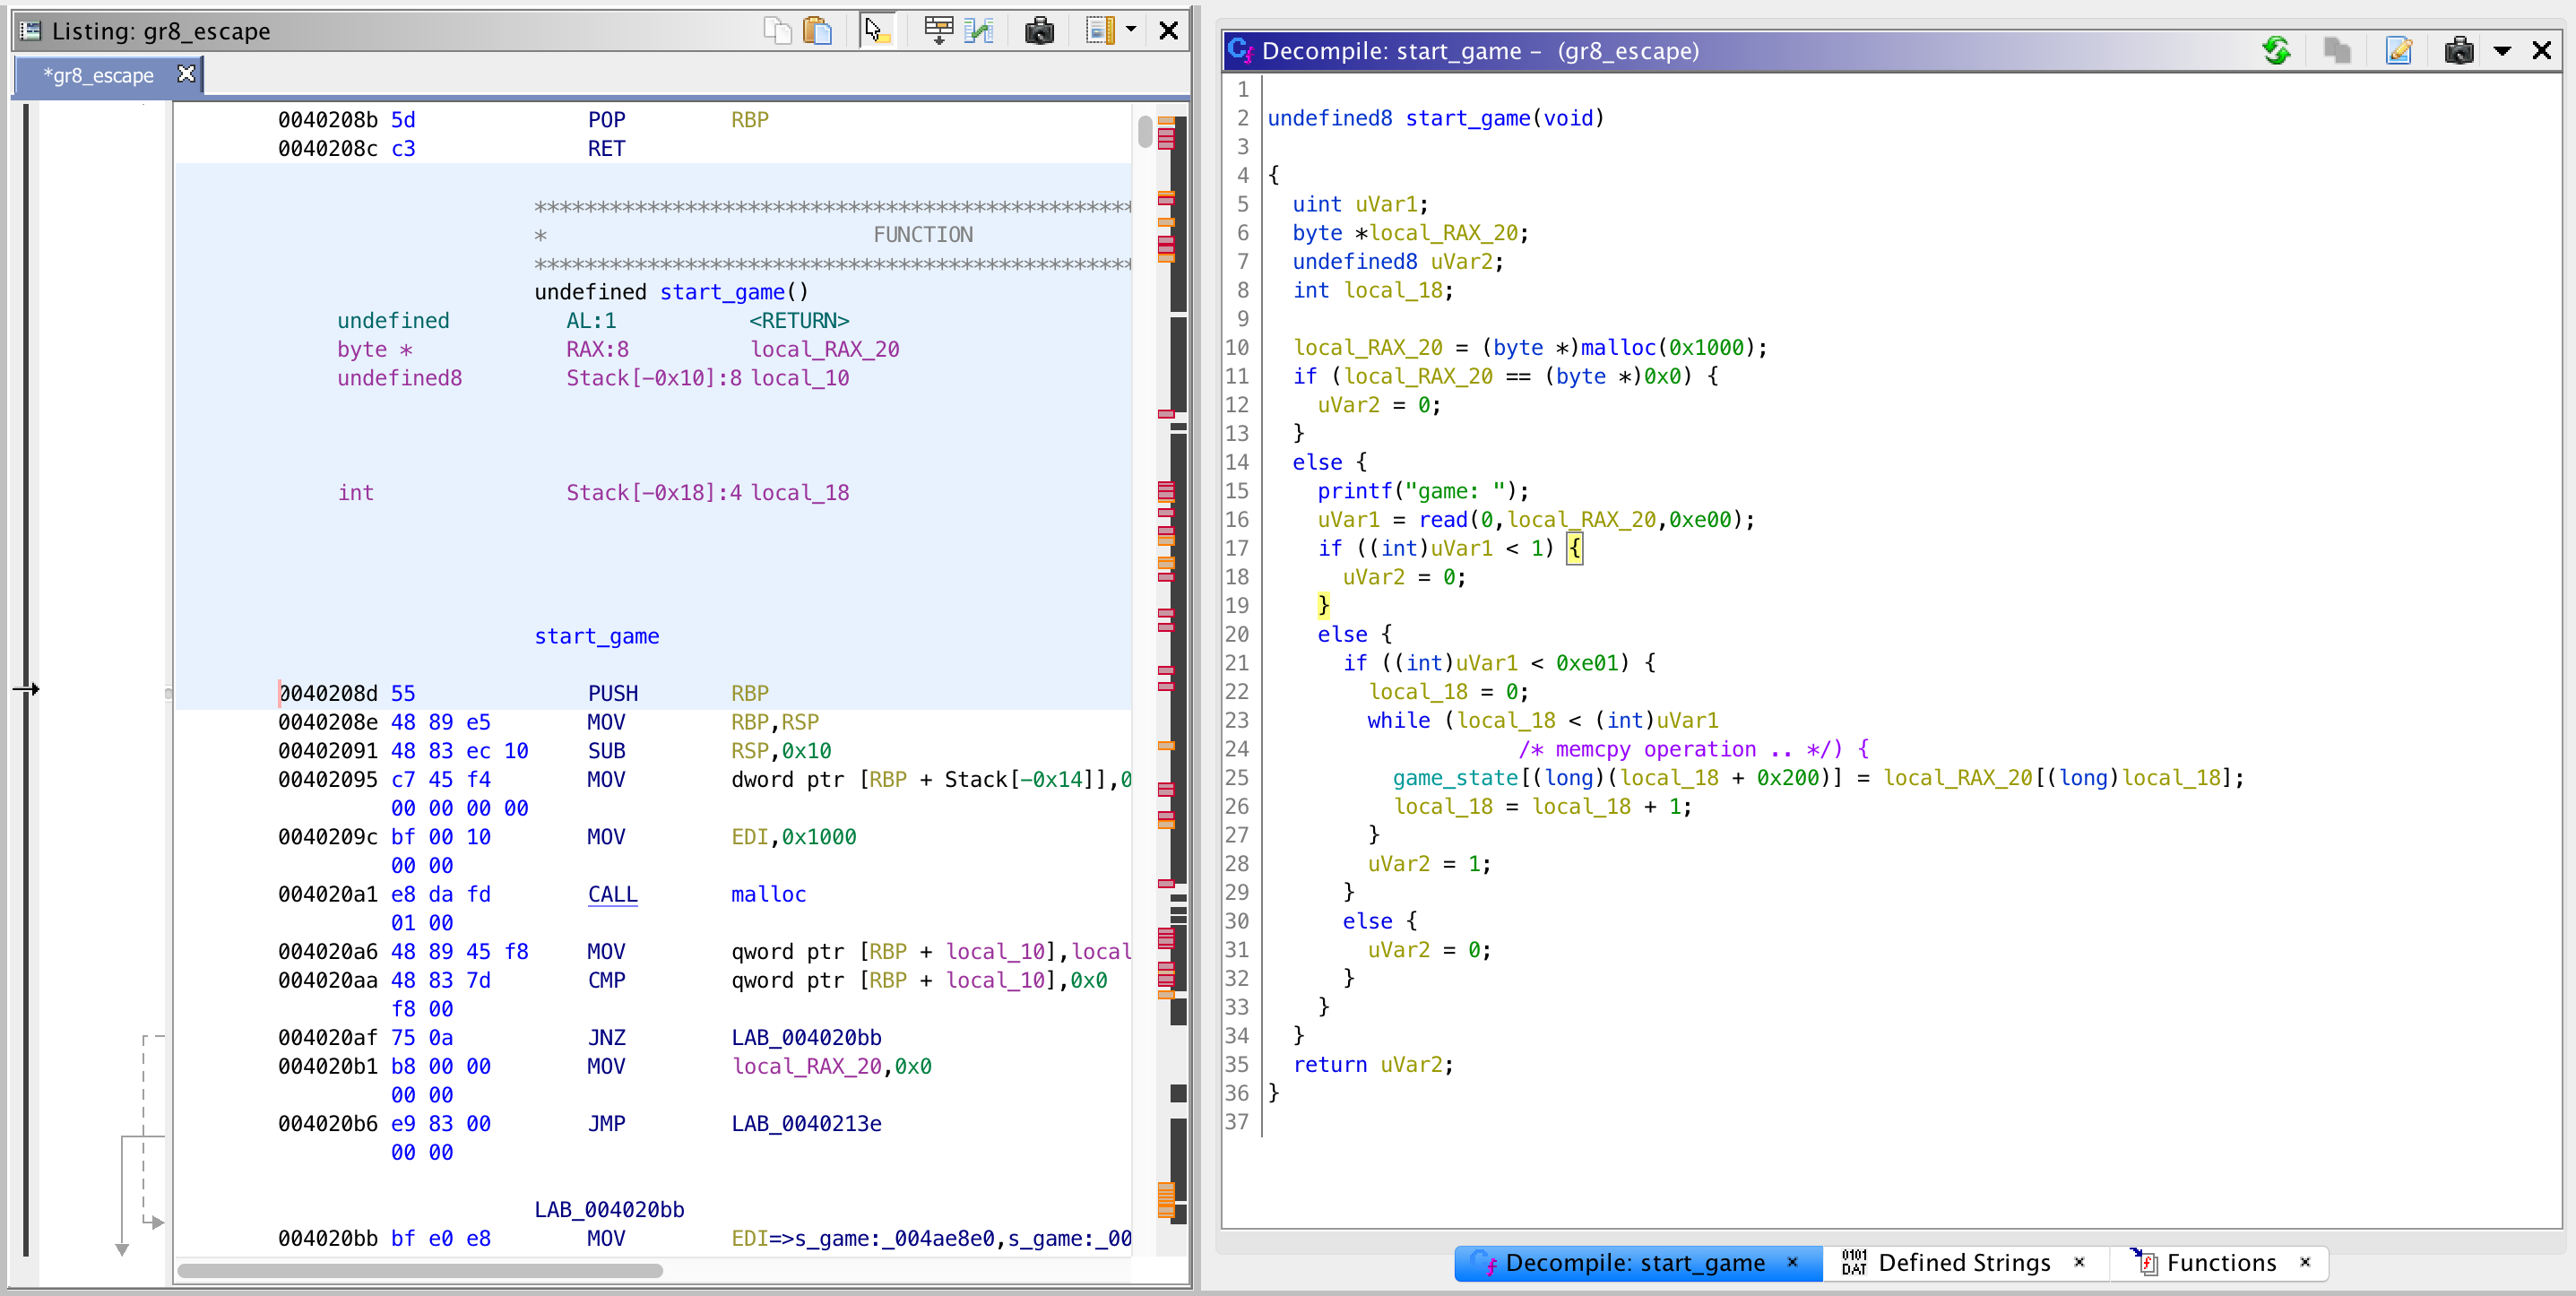 Listing: gr8_escape
*gr8_escape
0040208b 5d POP RBP
0040208c c3 RET
************************************************
* FUNCTION
************************************************
undefined start_game()
undefined AL:1 <RETURN>
byte * RAX:8 local_RAX_20
undefined8 Stack[-0x10]:8 local_10
int Stack[-0x18]:4 local_18
start_game
0040208d 55 PUSH RBP
0040208e 48 89 e5 MOV RBP,RSP
00402091 48 83 ec 10 SUB RSP,0x10
00402095 c7 45 f4 MOV dword ptr [RBP + Stack[-0x14]],0
00 00 00 00
0040209c bf 00 10 MOV EDI,0x1000
00 00
004020a1 e8 da fd CALL malloc
01 00
004020a6 48 89 45 f8 MOV qword ptr [RBP + local_10],local
004020aa 48 83 7d CMP qword ptr [RBP + local_10],0x0
f8 00
004020af 75 0a JNZ LAB_004020bb
004020b1 b8 00 00 MOV local_RAX_20,0x0
00 00
004020b6 e9 83 00 JMP LAB_0040213e
00 00
LAB_004020bb
004020bb bf e0 e8 MOV EDI=>s_game:_004ae8e0,s_game:_00
Decompile: start_game – (gr8_escape)
1
2 undefined8 start_game(void)
3
4 {
5 uint uVar1;
6 byte *local_RAX_20;
7 undefined8 uVar2;
8 int local_18;
9
10 local_RAX_20 = (byte *)malloc(0x1000);
11 if (local_RAX_20 == (byte *)0x0) {
12 uVar2 = 0;
13 }
14 else {
15 printf("game: ");
16 uVar1 = read(0,local_RAX_20,0xe00);
17 if ((int)uVar1 < 1) {
18 uVar2 = 0;
19 }
20 else {
21 if ((int)uVar1 < 0xe01) {
22 local_18 = 0;
23 while (local_18 < (int)uVar1
24 /* memcpy operation .. */) {
25 game_state[(long)(local_18 + 0x200)] = local_RAX_20[(long)local_18];
26 local_18 = local_18 + 1;
27 }
28 uVar2 = 1;
29 }
30 else {
31 uVar2 = 0;
32 }
33 }
34 }
35 return uVar2;
36 }
37
Decompile: start_game × Defined Strings × Functions ×